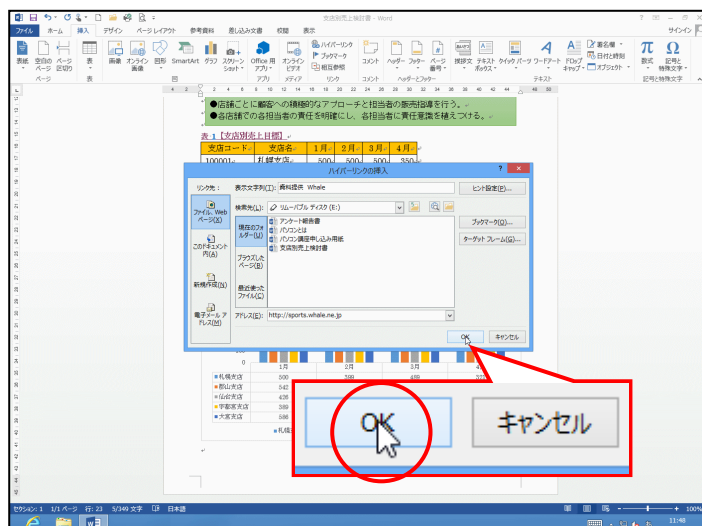 支店別売上検討書 - Word
サインイン
ファイル ホーム 挿入 デザイン ページ レイアウト 参考資料 差し込み文書 校閲 表示
表紙 空白のページ ページ区切り 表 画像 オンライン画像 図形 SmartArt グラフ スクリーンショット Office 用アプリ オンラインビデオ ハイパーリンク ブックマーク 相互参照 コメント ヘッダー フッター ページ番号 挨拶文 テキストボックス クイック パーツ ワードアート ドロップキャップ 署名欄 日付と時刻 オブジェクト 数式 記号と特殊文字
ページ 表 図 アプリ メディア リンク コメント ヘッダーとフッター テキスト 記号と特殊文字
●店舗ごとに顧客への積極的なアプローチと担当者の販売指導を行う。
●各店舗での各担当者の責任を明確にし、各担当者に責任意識を植えつける。
表 1【支店別売上目標】
支店コード 支店名 1月 2月 3月 4月
100001 札幌支店 500 500 500 350
ハイパーリンクの挿入
リンク先: 表示文字列(T): 資料提供 Whale ヒント設定(P)...
ファイル、Web ページ(X) 検索先(L): リムーバブル ディスク (E:)
現在のフォルダー(U) アンケート報告書 ブックマーク(Q)...
パソコンとは
このドキュメント内(A) パソコン講座申し込み用紙 ターゲット フレーム(G)...
支店別売上検討書
ブラウズしたページ(B)
新規作成(N) 最近使ったファイル(C)
電子メール アドレス(M) アドレス(E): http://sports.whale.ne.jp
OK キャンセル
0
1月 2月 3月
札幌支店 500 399 469
郡山支店 542
仙台支店 426
宇都宮支店 389
大宮支店 586
OK キャンセル
セクション: 1 1/1 ページ 行: 23 5/349 文字 日本語 100%
11:48